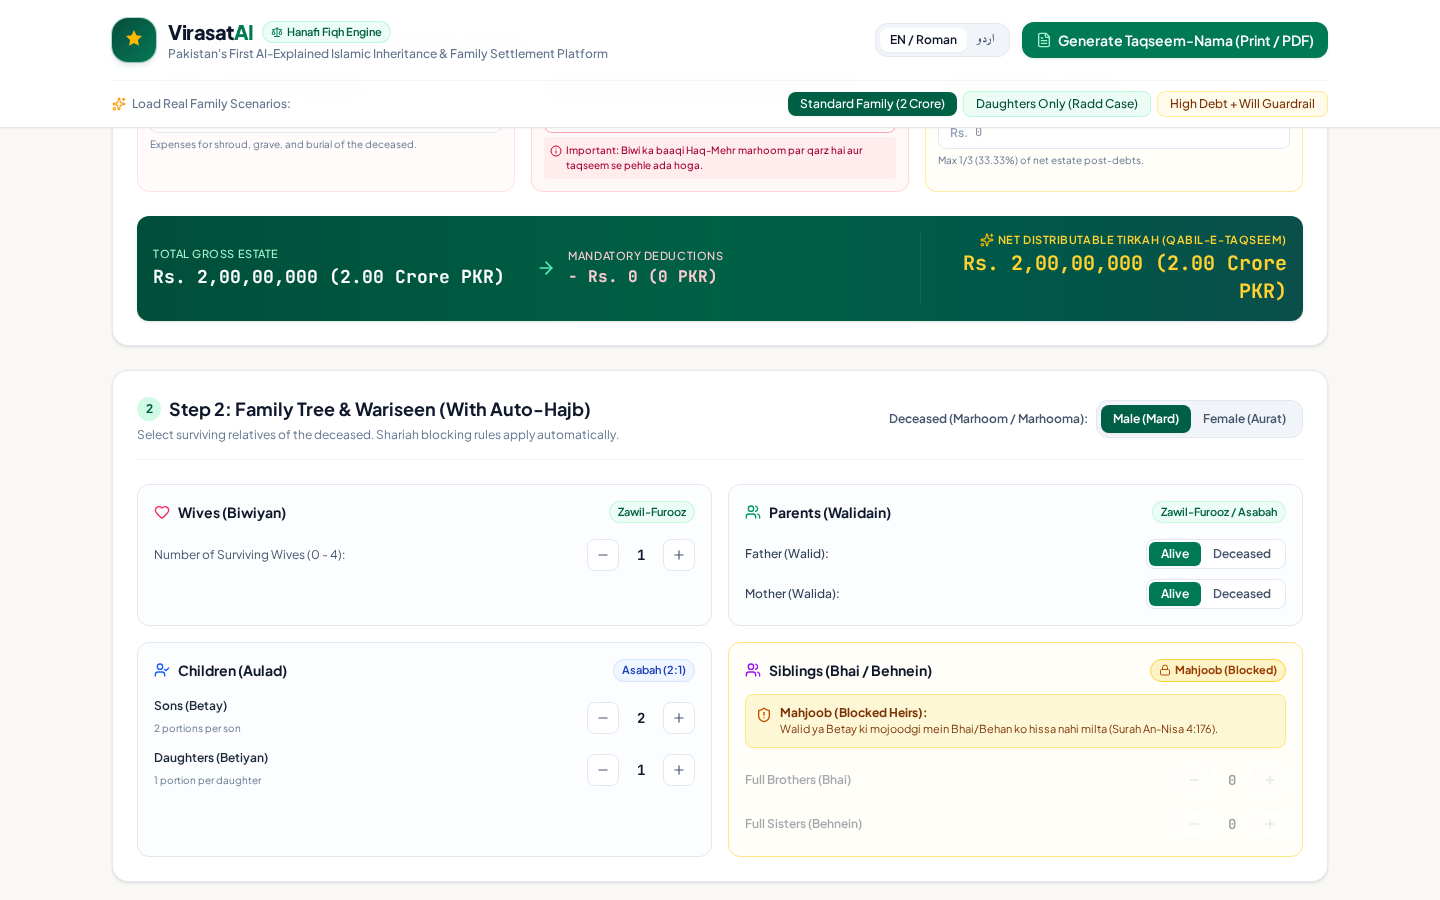 VirasatAI
Hanafi Fiqh Engine
Pakistan's First AI-Explained Islamic Inheritance & Family Settlement Platform
EN / Roman
اردو
Generate Taqseem-Nama (Print / PDF)
Load Real Family Scenarios:
Standard Family (2 Crore)
Daughters Only (Radd Case)
High Debt + Will Guardrail
Expenses for shroud, grave, and burial of the deceased.
Important: Biwi ka baaqi Haq-Mehr marhoom par qarz hai aur
taqseem se pehle ada hoga.
Rs. 0
Max 1/3 (33.33%) of net estate post-debts.
TOTAL GROSS ESTATE
Rs. 2,00,00,000 (2.00 Crore PKR)
MANDATORY DEDUCTIONS
- Rs. 0 (0 PKR)
NET DISTRIBUTABLE TIRKAH (QABIL-E-TAQSEEM)
Rs. 2,00,00,000 (2.00 Crore
PKR)
2
Step 2: Family Tree & Wariseen (With Auto-Hajb)
Select surviving relatives of the deceased. Shariah blocking rules apply automatically.
Deceased (Marhoom / Marhooma):
Male (Mard)
Female (Aurat)
Wives (Biwiyan)
Zawil-Furooz
Number of Surviving Wives (0 - 4):
− 1 +
Parents (Walidain)
Zawil-Furooz / Asabah
Father (Walid):
Alive
Deceased
Mother (Walida):
Alive
Deceased
Children (Aulad)
Asabah (2:1)
Sons (Betay)
2 portions per son
− 2 +
Daughters (Betiyan)
1 portion per daughter
− 1 +
Siblings (Bhai / Behnein)
Mahjoob (Blocked)
Mahjoob (Blocked Heirs):
Walid ya Betay ki mojoodgi mein Bhai/Behan ko hissa nahi milta (Surah An-Nisa 4:176).
Full Brothers (Bhai)
− 0 +
Full Sisters (Behnein)
− 0 +